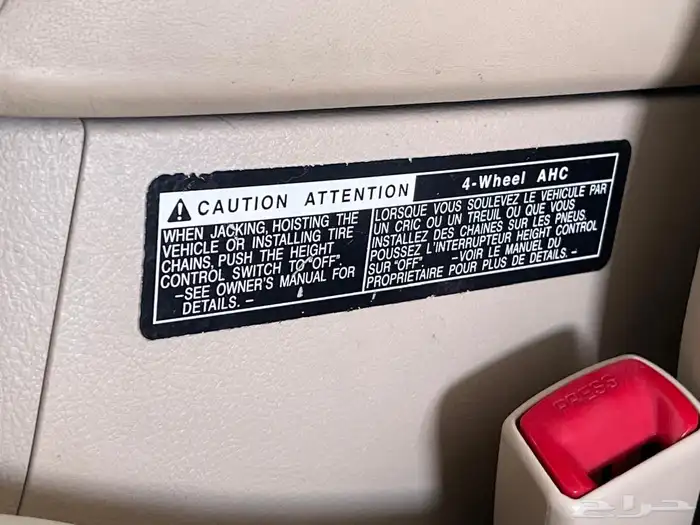 CAUTION ATTENTION
4-Wheel AHC
WHEN JACKING, HOISTING THE
VEHICLE OR INSTALLING TIRE
CHAINS, PUSH THE HEIGHT
CONTROL SWITCH TO "OFF".
-SEE OWNER'S MANUAL FOR
DETAILS. -
LORSQUE VOUS SOULEVEZ LE VEHICULE PAR
UN CRIC OU UN TREUIL OU QUE VOUS
INSTALLEZ DES CHAINES SUR LES PNEUS.
POUSSEZ L'INTERRUPTEUR HEIGHT CONTROL
SUR "OFF". -VOIR LE MANUEL DU
PROPRIETAIRE POUR PLUS DE DETAILS. -
PRESS
حراج